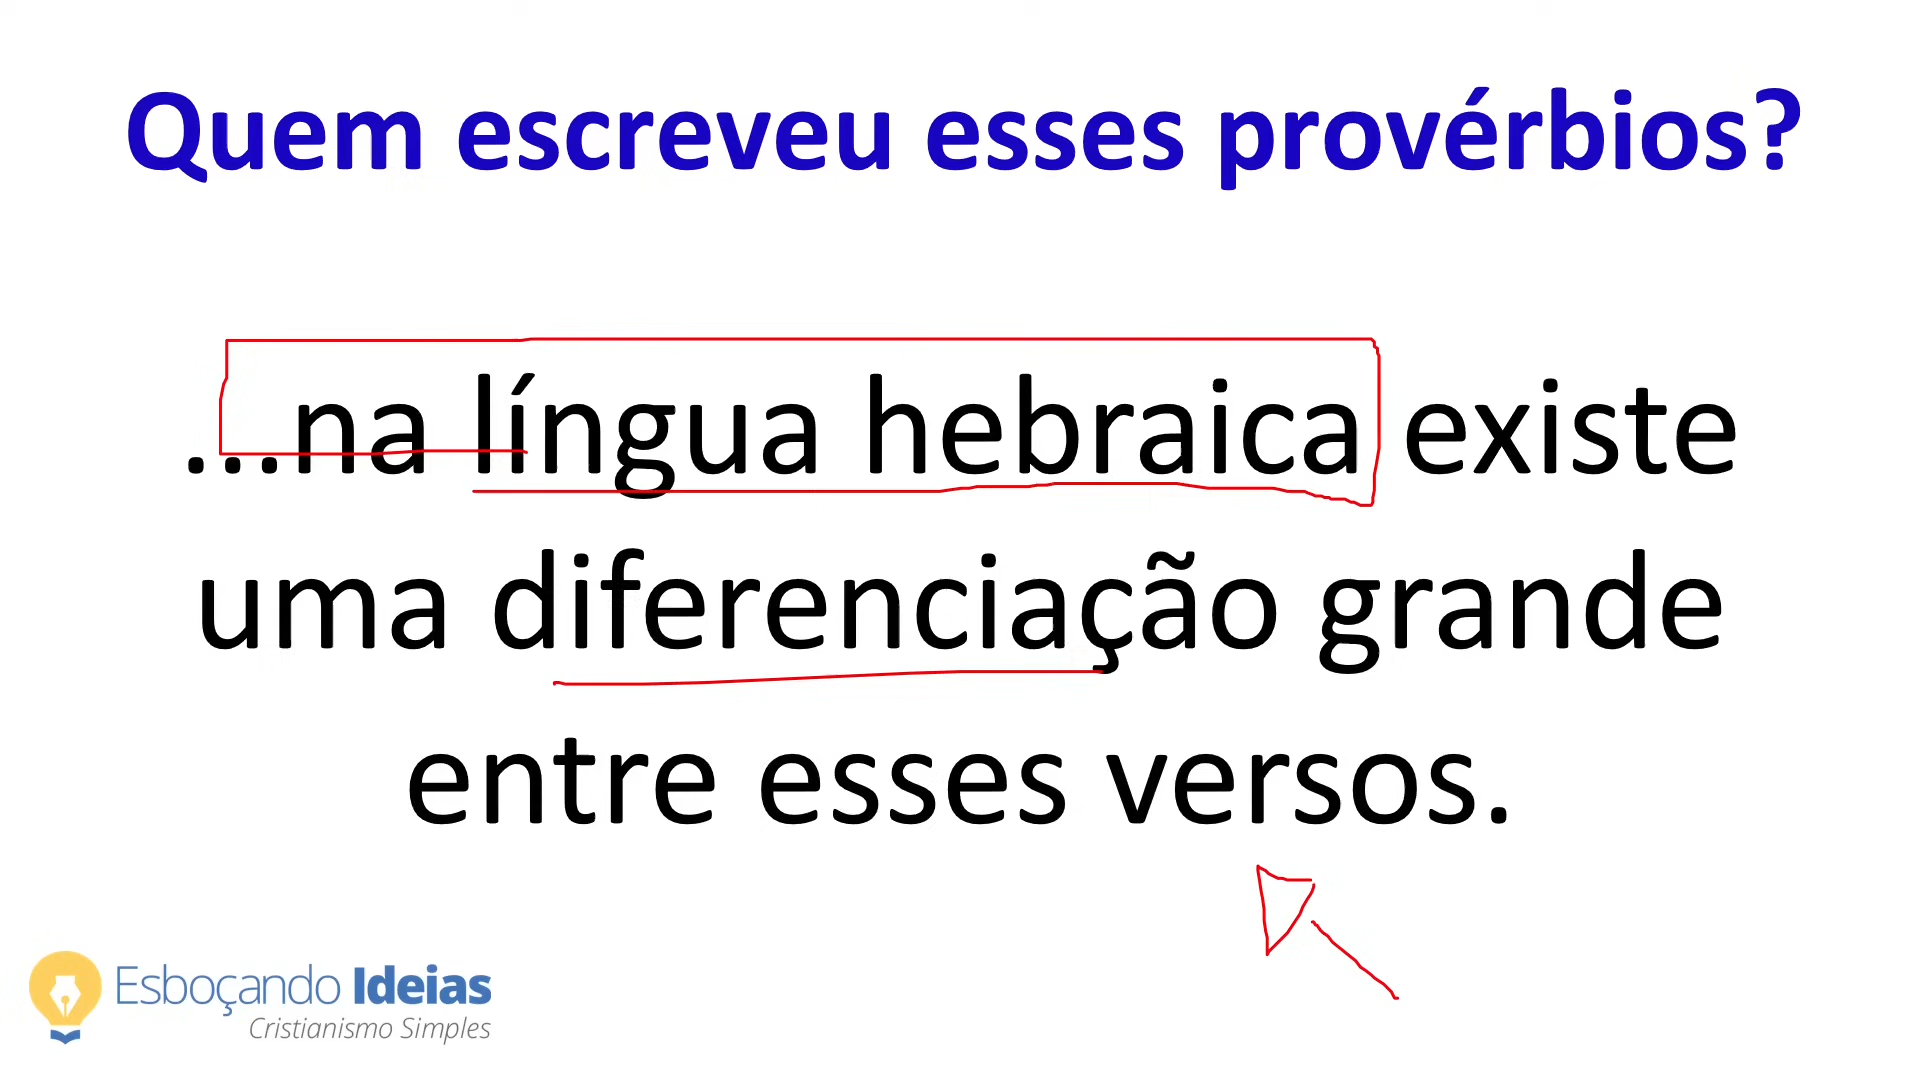 Quem escreveu esses provérbios?
...na língua hebraica existe
uma diferenciação grande
entre esses versos.
Esboçando Ideias
Cristianismo Simples